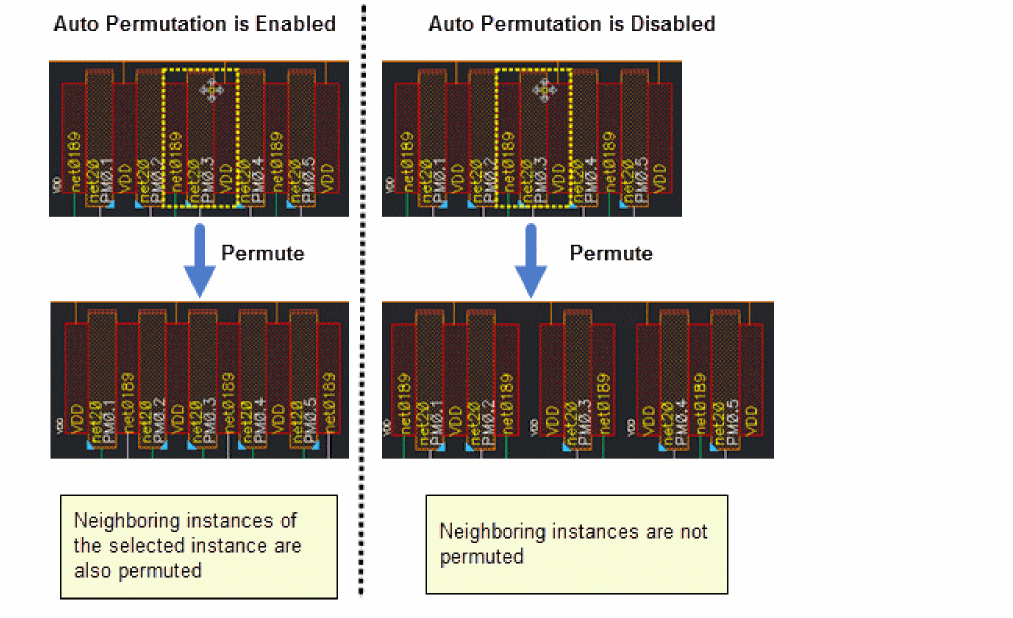 Auto Permutation is Enabled
VDD
net0189
net20
PM0.1
VDD
net20
PM0.2
net0189
net20
PM0.3
VDD
net20
PM0.4
net0189
net20
PM0.5
VDD
Permute
VDD
VDD
net20
PM0.1
net0189
net20
PM0.2
VDD
net20
PM0.3
net0189
net20
PM0.4
VDD
net20
PM0.5
net0189
Neighboring instances of
the selected instance are
also permuted
Auto Permutation is Disabled
VDD
net0189
net20
PM0.1
VDD
net20
PM0.2
net0189
net20
PM0.3
VDD
net20
PM0.4
net0189
net20
PM0.5
VDD
Permute
VDD
net0189
net20
PM0.1
VDD
net20
PM0.2
net0189
VDD
VDD
net20
PM0.3
net0189
VDD
VDD
net20
PM0.4
net0189
net20
PM0.5
VDD
Neighboring instances are not
permuted